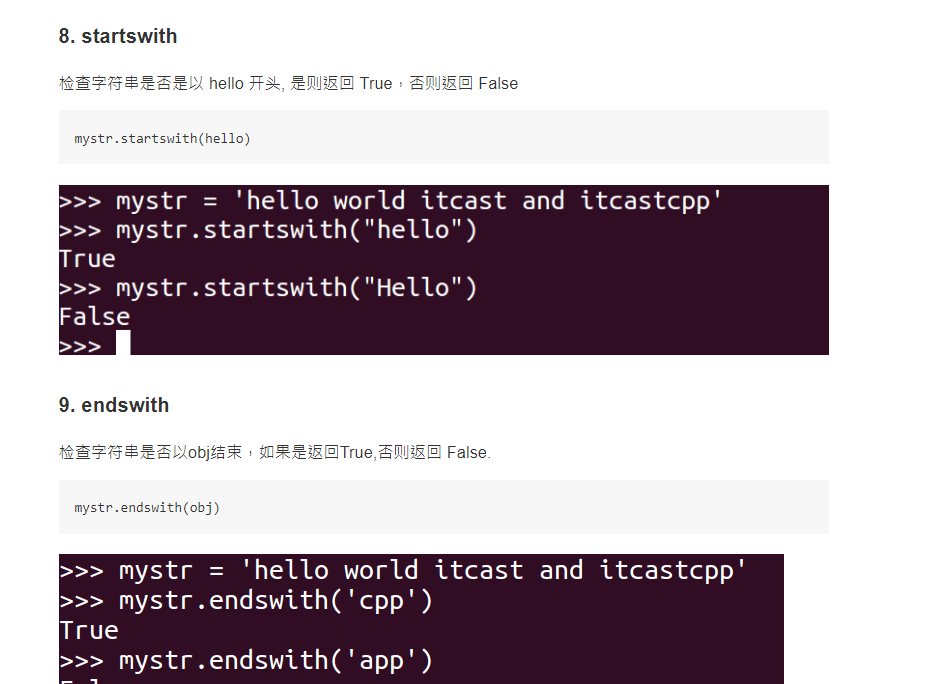 8. startswith
检查字符串是否是以 hello 开头, 是则返回 True，否则返回 False
mystr.startswith(hello)
>>> mystr = 'hello world itcast and itcastcpp'
>>> mystr.startswith("hello")
True
>>> mystr.startswith("Hello")
False
>>>
9. endswith
检查字符串是否以obj结束，如果是返回True,否则返回 False.
mystr.endswith(obj)
>>> mystr = 'hello world itcast and itcastcpp'
>>> mystr.endswith('cpp')
True
>>> mystr.endswith('app')